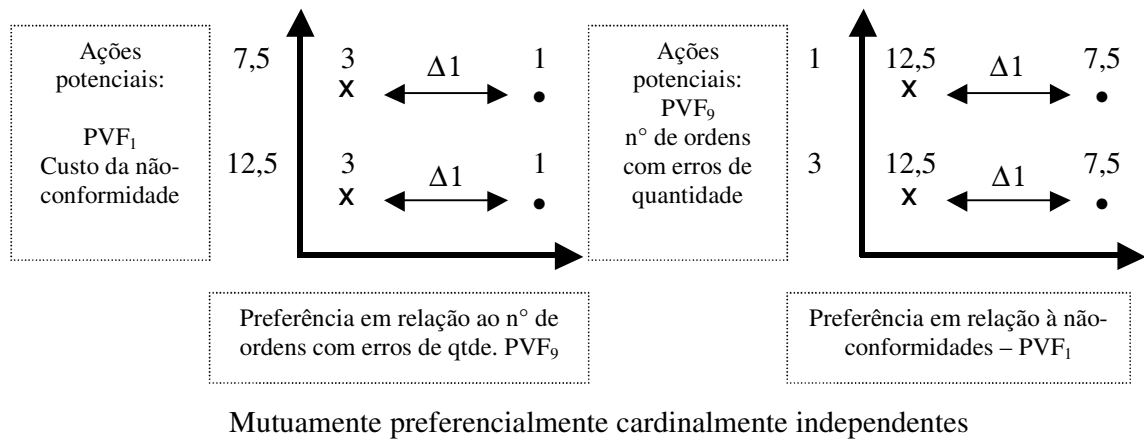 Ações
potenciais:
PVF₁
Custo da não-
conformidade
7,5
3
x
Δ1
1
12,5
3
x
Δ1
1
Preferência em relação ao n° de
ordens com erros de qtde. PVF₉
Ações
potenciais:
PVF₉
n° de ordens
com erros de
quantidade
1
12,5
x
Δ1
7,5
3
12,5
x
Δ1
7,5
Preferência em relação à não-
conformidades – PVF₁
Mutuamente preferencialmente cardinalmente independentes